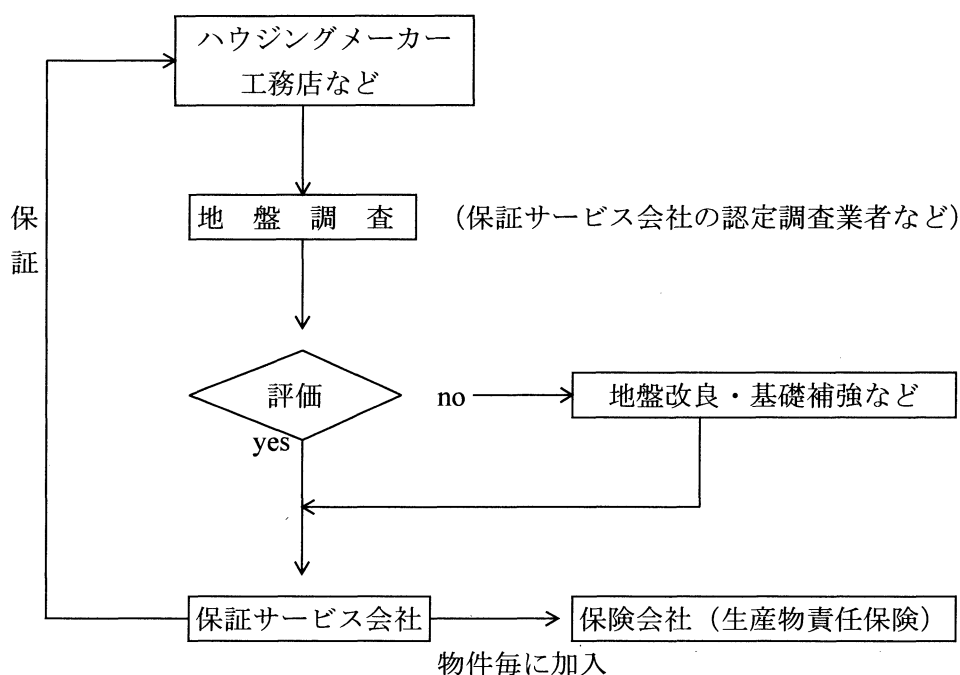 ハウジングメーカー
工務店など
保証
地 盤 調 査
(保証サービス会社の認定調査業者など)
評価
no
地盤改良・基礎補強など
yes
保証サービス会社
保険会社(生産物責任保険)
物件毎に加入